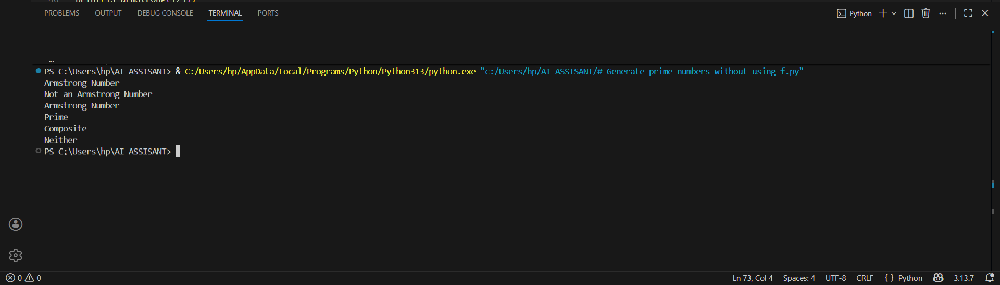 PROBLEMS OUTPUT DEBUG CONSOLE TERMINAL PORTS Python
...
PS C:\Users\hp\AI ASSISANT> & C:/Users/hp/AppData/Local/Programs/Python/Python313/python.exe "c:/Users/hp/AI ASSISANT/# Generate prime numbers without using f.py"
Armstrong Number
Not an Armstrong Number
Armstrong Number
Prime
Composite
Neither
PS C:\Users\hp\AI ASSISANT>
0 0 Ln 73, Col 4 Spaces: 4 UTF-8 CRLF { } Python 3.13.7